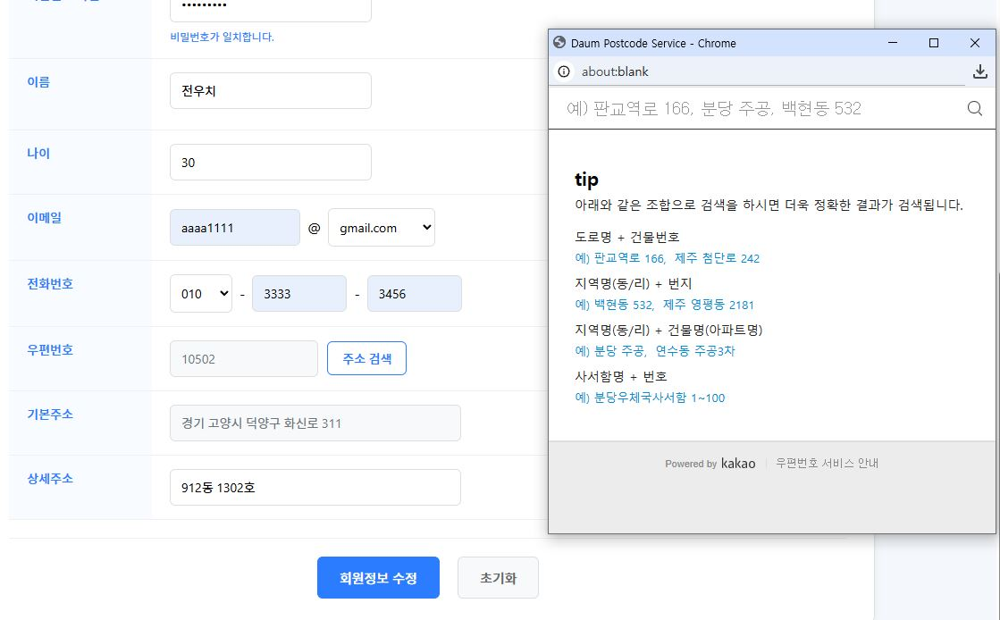 비밀번호가 일치합니다.
이름
전우치
나이
30
이메일
aaaa1111 @ gmail.com
전화번호
010 - 3333 - 3456
우편번호
10502 주소 검색
기본주소
경기 고양시 덕양구 화신로 311
상세주소
912동 1302호
회원정보 수정 초기화
Daum Postcode Service - Chrome
about:blank
예) 판교역로 166, 분당 주공, 백현동 532
tip
아래와 같은 조합으로 검색을 하시면 더욱 정확한 결과가 검색됩니다.
도로명 + 건물번호
예) 판교역로 166, 제주 첨단로 242
지역명(동/리) + 번지
예) 백현동 532, 제주 영평동 2181
지역명(동/리) + 건물명(아파트명)
예) 분당 주공, 연수동 주공3차
사서함명 + 번호
예) 분당우체국사서함 1~100
Powered by kakao 우편번호 서비스 안내